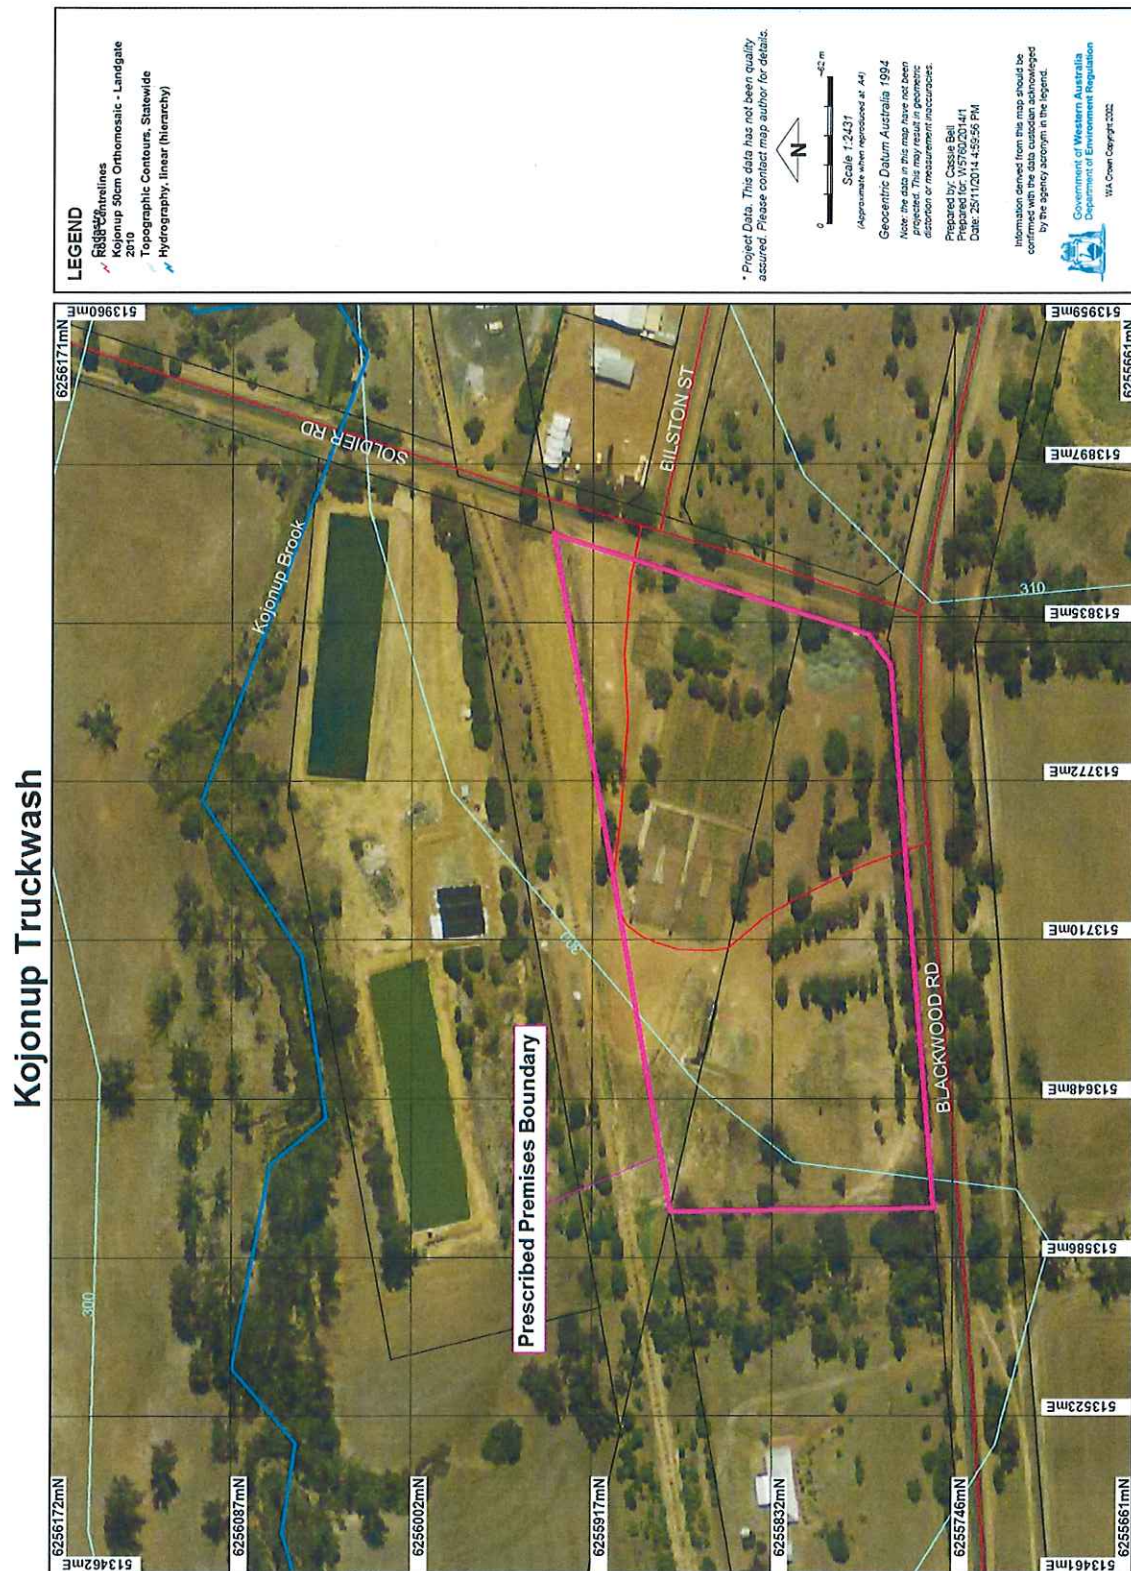 Kojonup Truckwash
6256172mN
6256087mN
6256002mN
6255917mN
6255832mN
6255746mN
6255661mN
513462mE
513461mE
513523mE
513586mE
513648mE
513710mE
513772mE
513835mE
513897mE
513960mE
513959mE
6256171mN
6255661mN
300
302
310
Kojonup Brook
SOLDIER RD
BILSTON ST
BLACKWOOD RD
Prescribed Premises Boundary
LEGEND
Cadastre
Road Centrelines
Kojonup 50cm Orthomosaic - Landgate
2010
Topographic Contours, Statewide
Hydrography, linear (hierarchy)
* Project Data. This data has not been quality
assured. Please contact map author for details.
N
0
~62 m
Scale 1:2431
(Approximate when reproduced at A4)
Geocentric Datum Australia 1994
Note: the data in this map have not been
projected. This may result in geometric
distortion or measurement inaccuracies.
Prepared by: Cassie Bell
Prepared for: W5760/2014/1
Date: 25/11/2014 4:59:56 PM
Information derived from this map should be
confirmed with the data custodian acknowleged
by the agency acronym in the legend.
Government of Western Australia
Department of Environment Regulation
WA Crown Copyright 2002